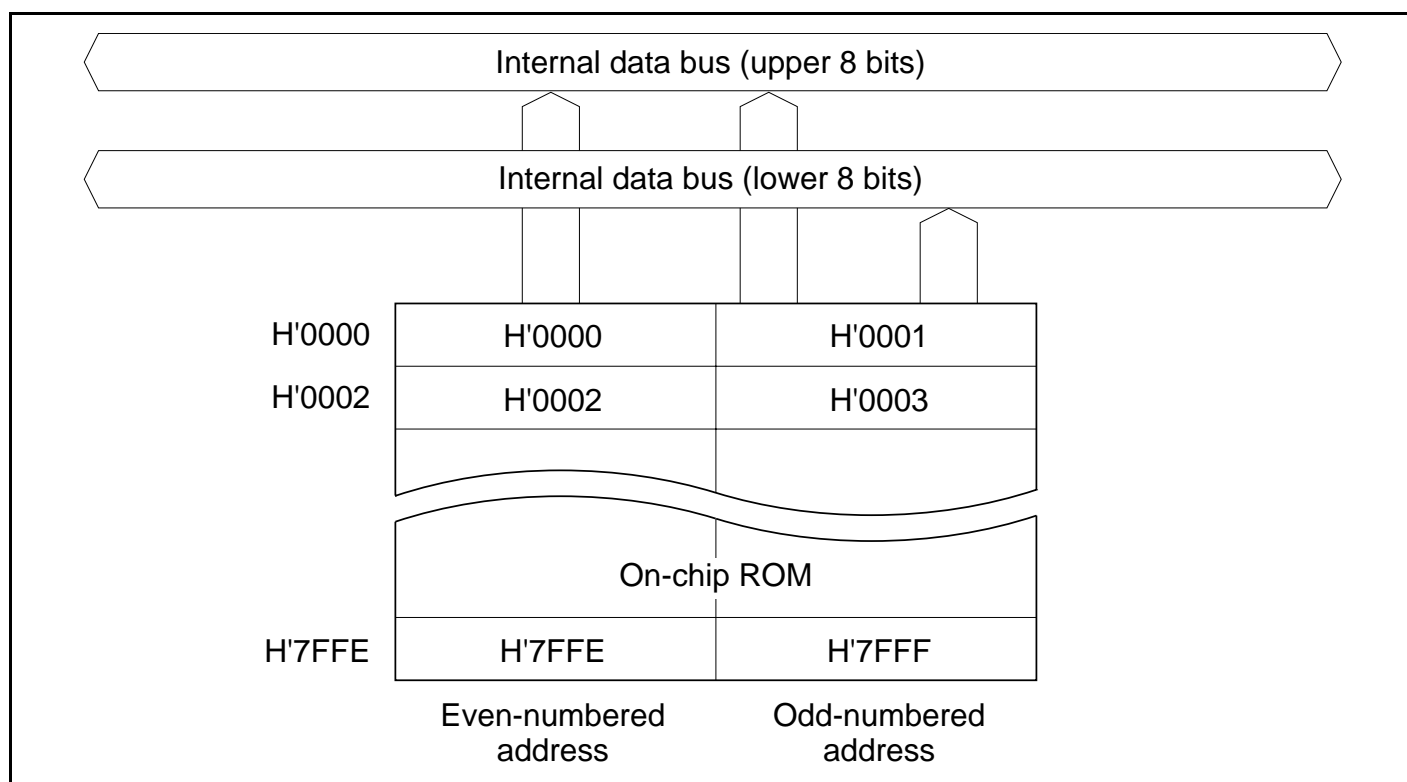 Internal data bus (upper 8 bits)
Internal data bus (lower 8 bits)
H'0000 H'0000 H'0001
H'0002 H'0002 H'0003
On-chip ROM
H'7FFE H'7FFE H'7FFF
Even-numbered address
Odd-numbered address